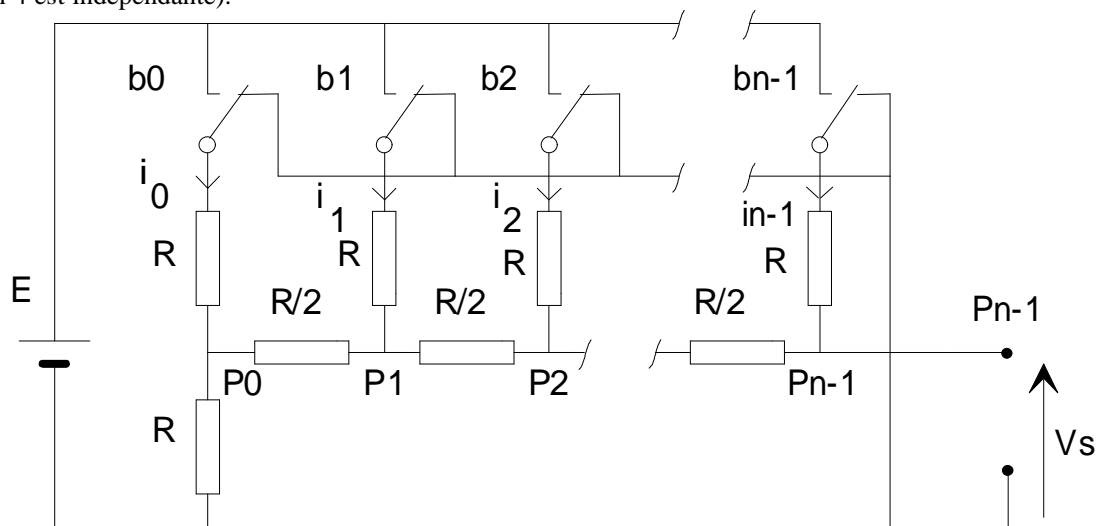 r 4 est indépendante).
b0 b1 b2 bn-1
i0 i1 i2 in-1
R R R R
E
R/2 R/2 R/2 Pn-1
P0 P1 P2 Pn-1
R
Vs